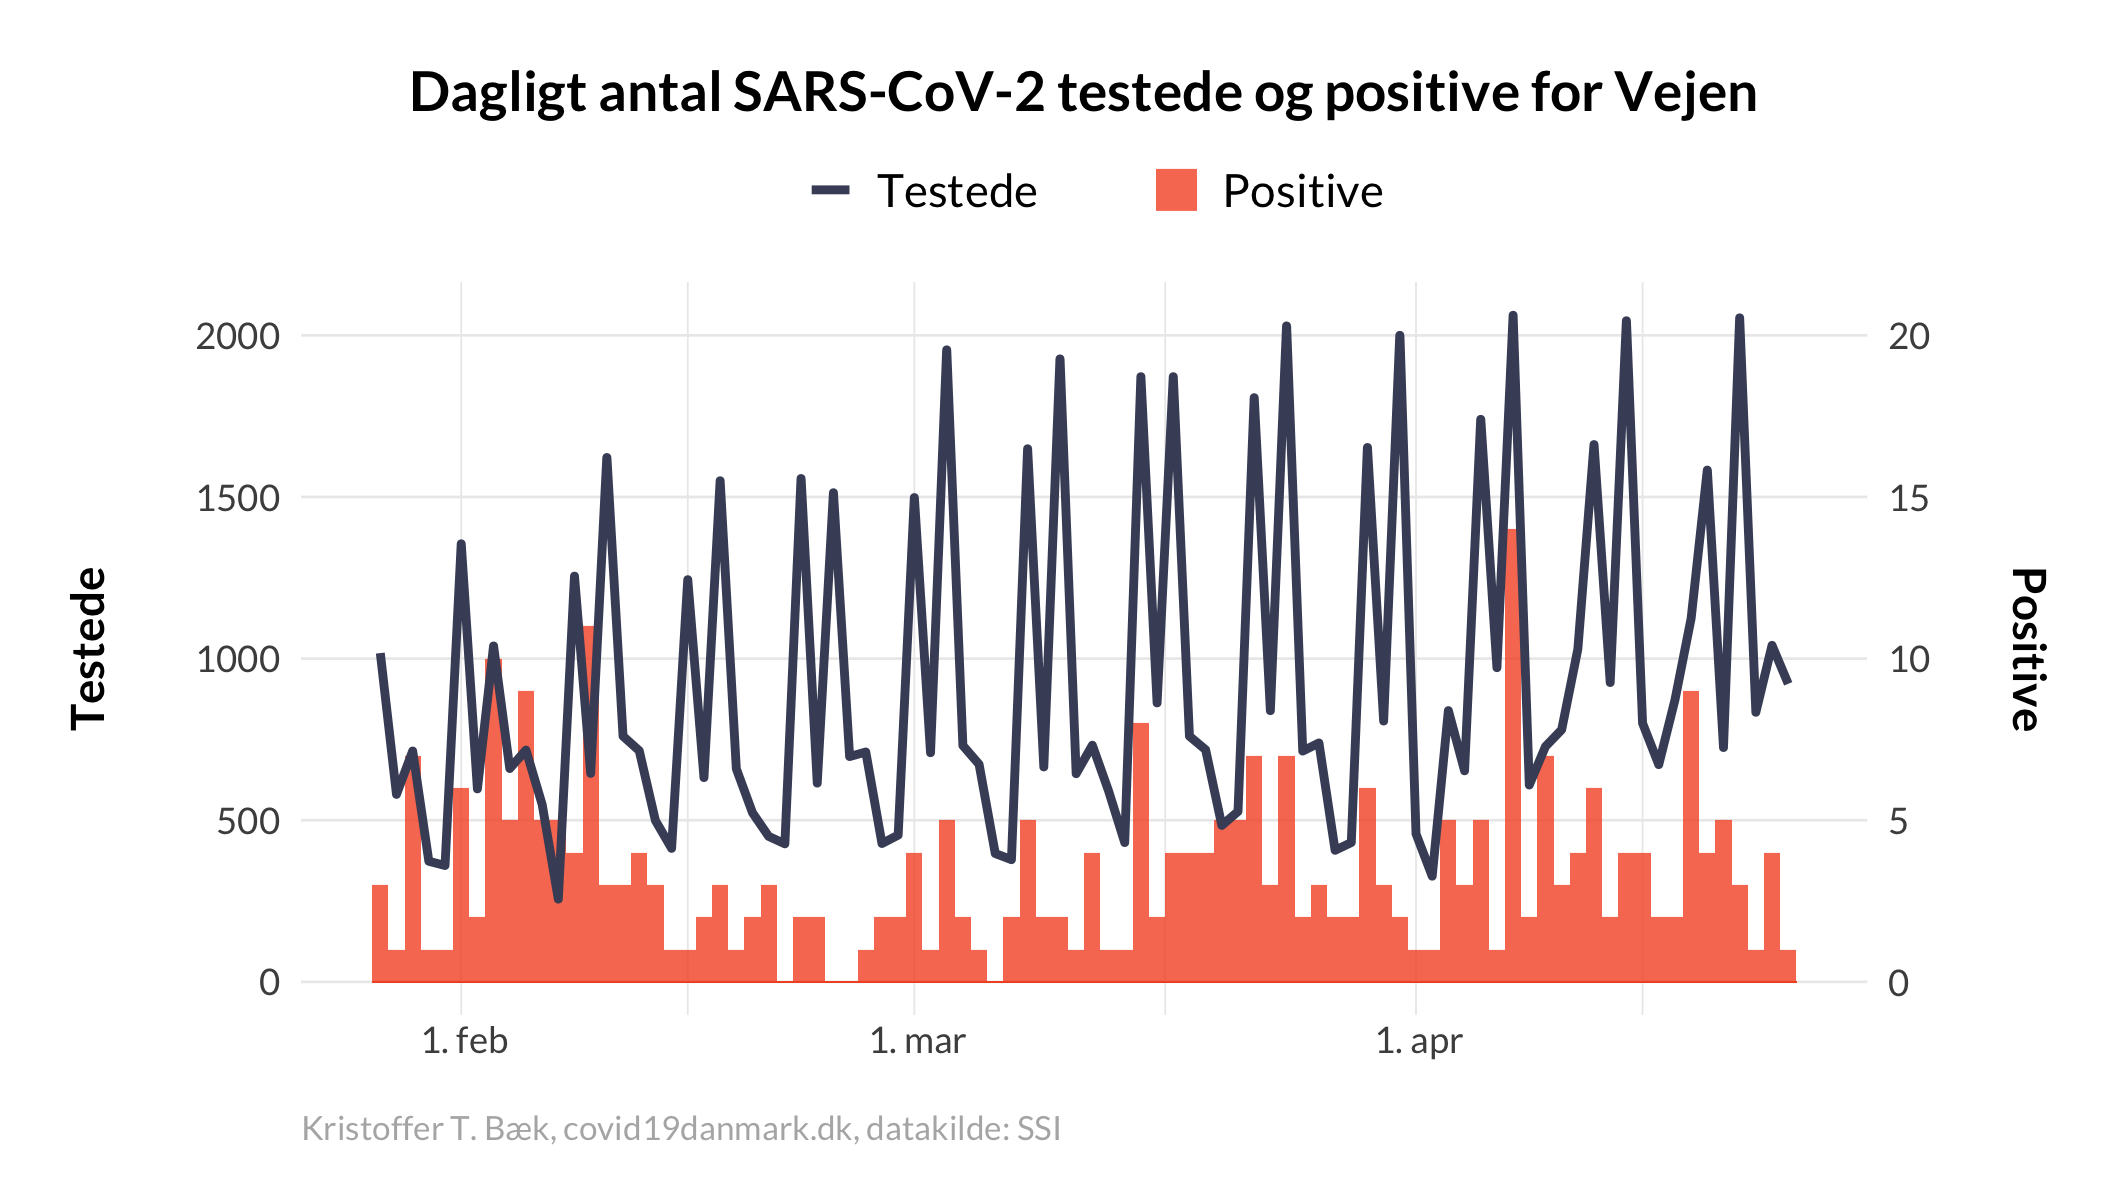 Dagligt antal SARS-CoV-2 testede og positive for Vejen
Testede
Positive
2000
1500
1000
500
0
20
15
10
5
0
Testede
Positive
1. feb
1. mar
1. apr
Kristoffer T. Bæk, covid19danmark.dk, datakilde: SSI